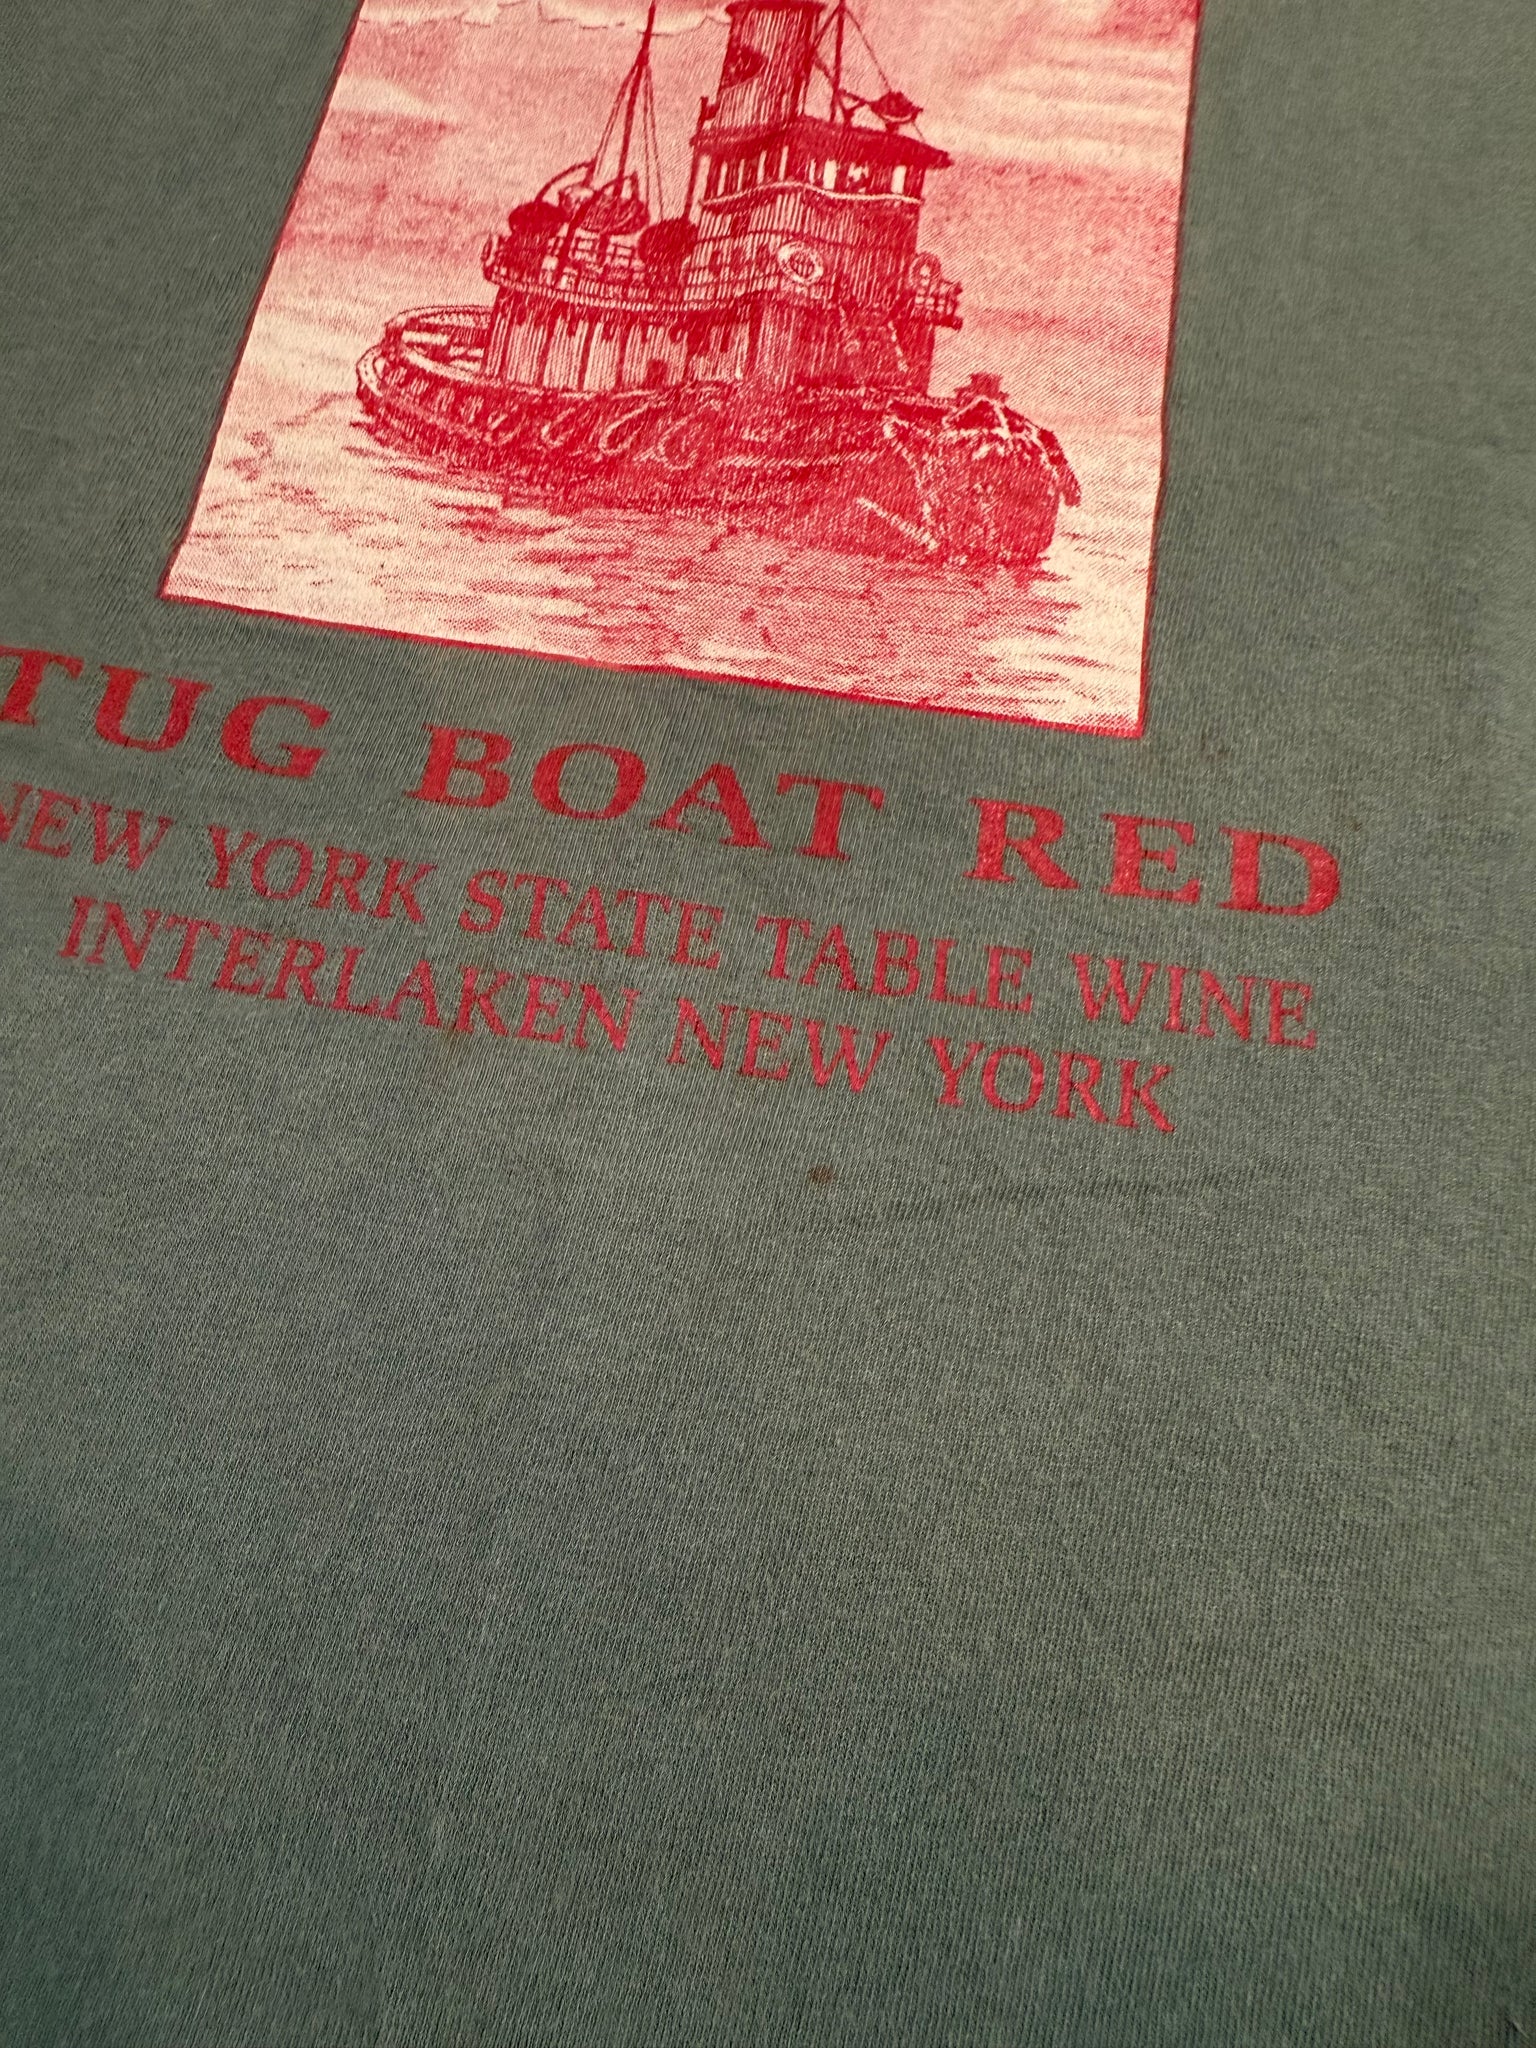 TUG BOAT RED
NEW YORK STATE TABLE WINE
INTERLAKEN NEW YORK